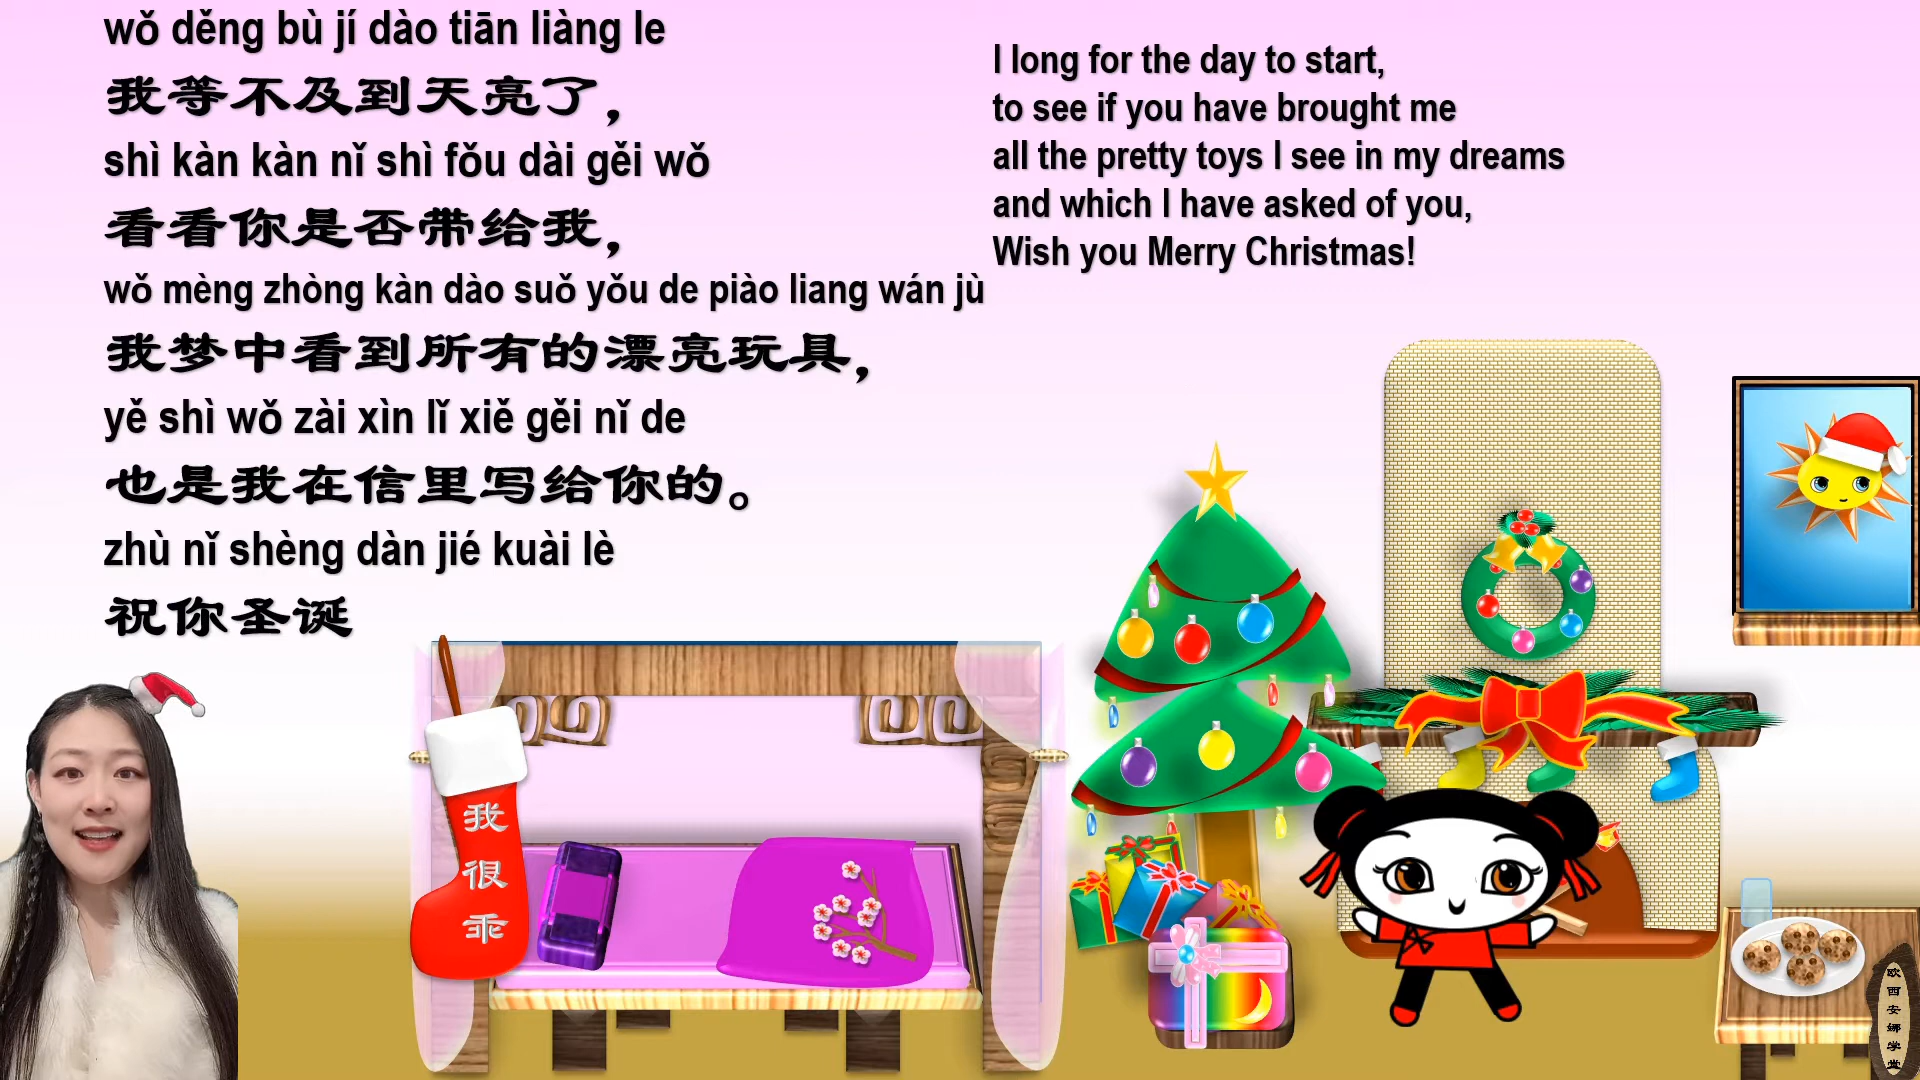 wǒ děng bù jí dào tiān liàng le
我等不及到天亮了，
shì kàn kàn nǐ shì fǒu dài gěi wǒ
看看你是否带给我，
wǒ mèng zhòng kàn dào suǒ yǒu de piào liang wán jù
我梦中看到所有的漂亮玩具，
yě shì wǒ zài xìn lǐ xiě gěi nǐ de
也是我在信里写给你的。
zhù nǐ shèng dàn jié kuài lè
祝你圣诞
I long for the day to start,
to see if you have brought me
all the pretty toys I see in my dreams
and which I have asked of you,
Wish you Merry Christmas!
我很乖
欧西安娜学堂